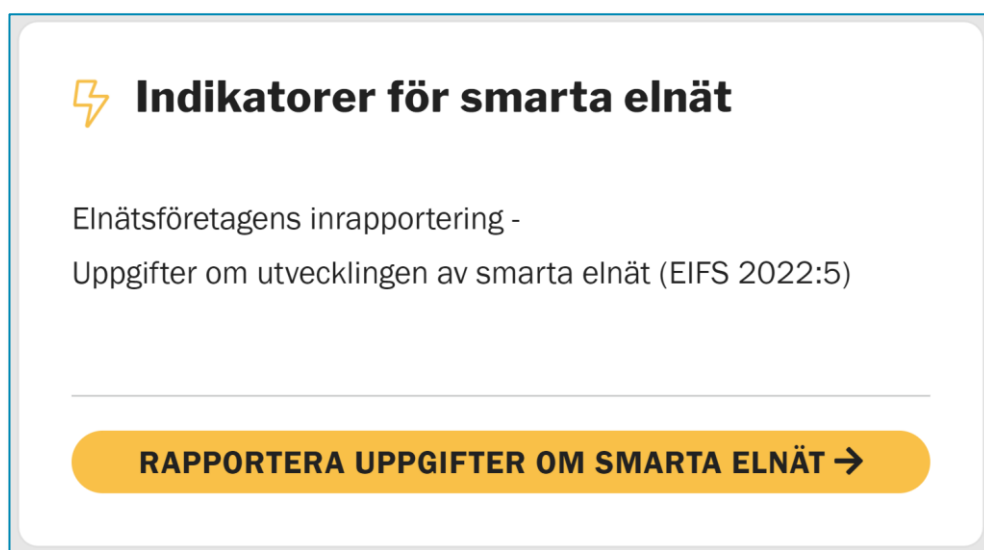 Indikatorer för smarta elnät
Elnätsföretagens inrapportering -
Uppgifter om utvecklingen av smarta elnät (EIFS 2022:5)
RAPPORTERA UPPGIFTER OM SMARTA ELNÄT →